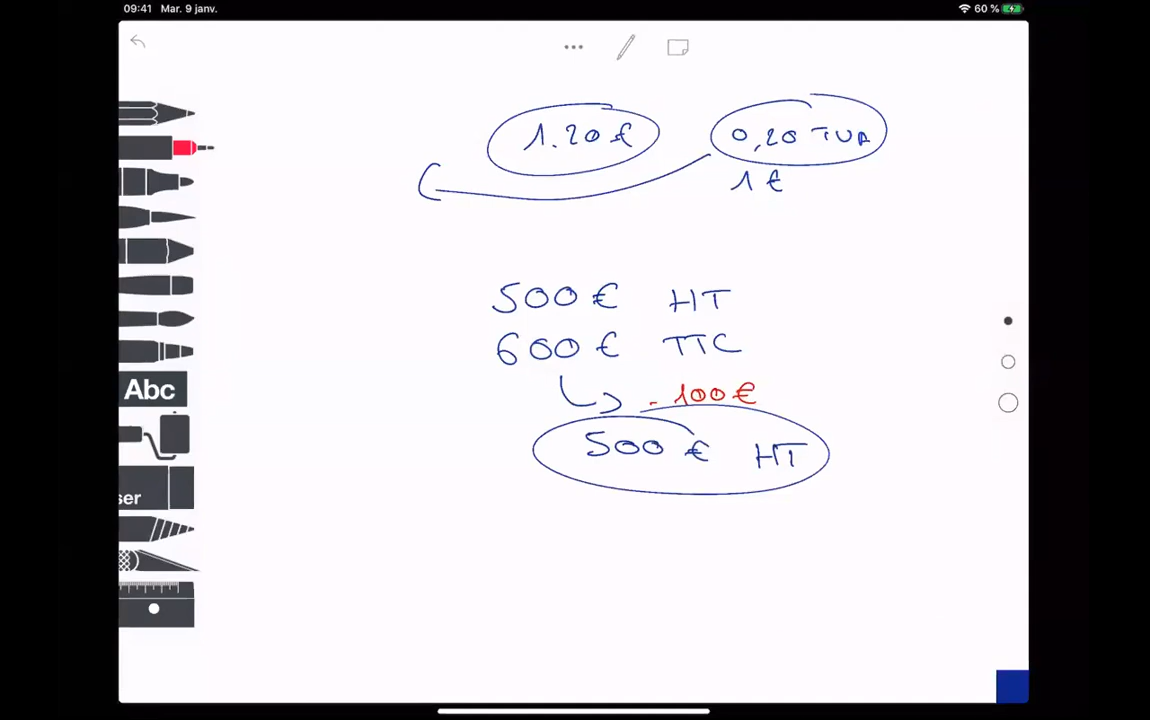 09:41 Mar. 9 janv. 60 %
1.20 € 0,20 TVA
1 €
500 € HT
600 € TTC
- 100 €
Abc
500 € HT
ser